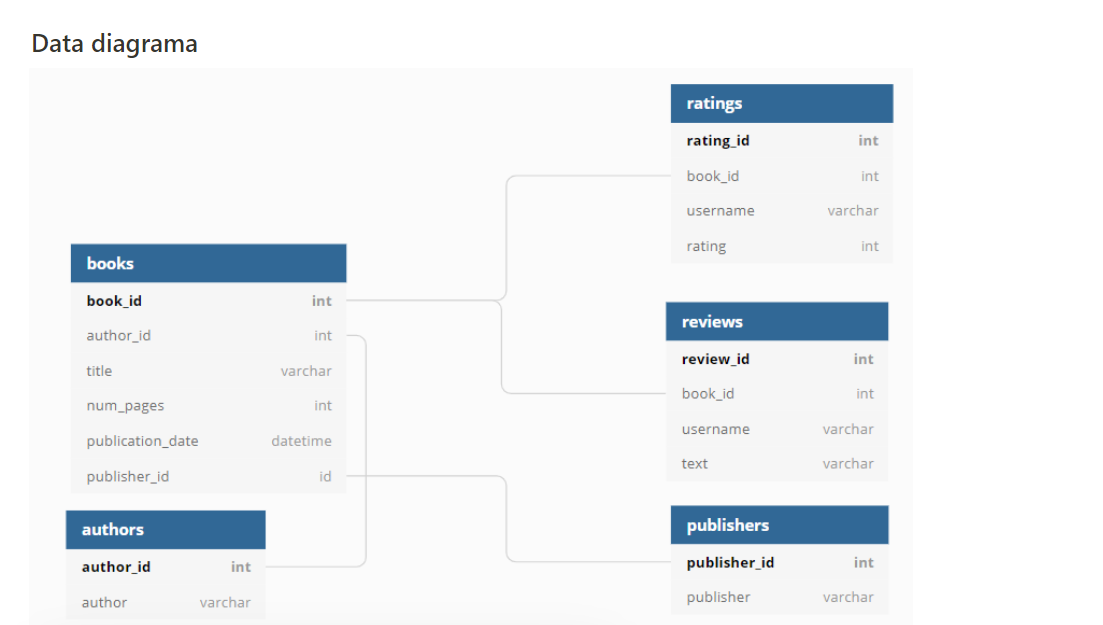 Data diagrama
ratings
rating_id int
book_id int
username varchar
rating int
books
book_id int
author_id int
title varchar
num_pages int
publication_date datetime
publisher_id id
reviews
review_id int
book_id int
username varchar
text varchar
authors
author_id int
author varchar
publishers
publisher_id int
publisher varchar